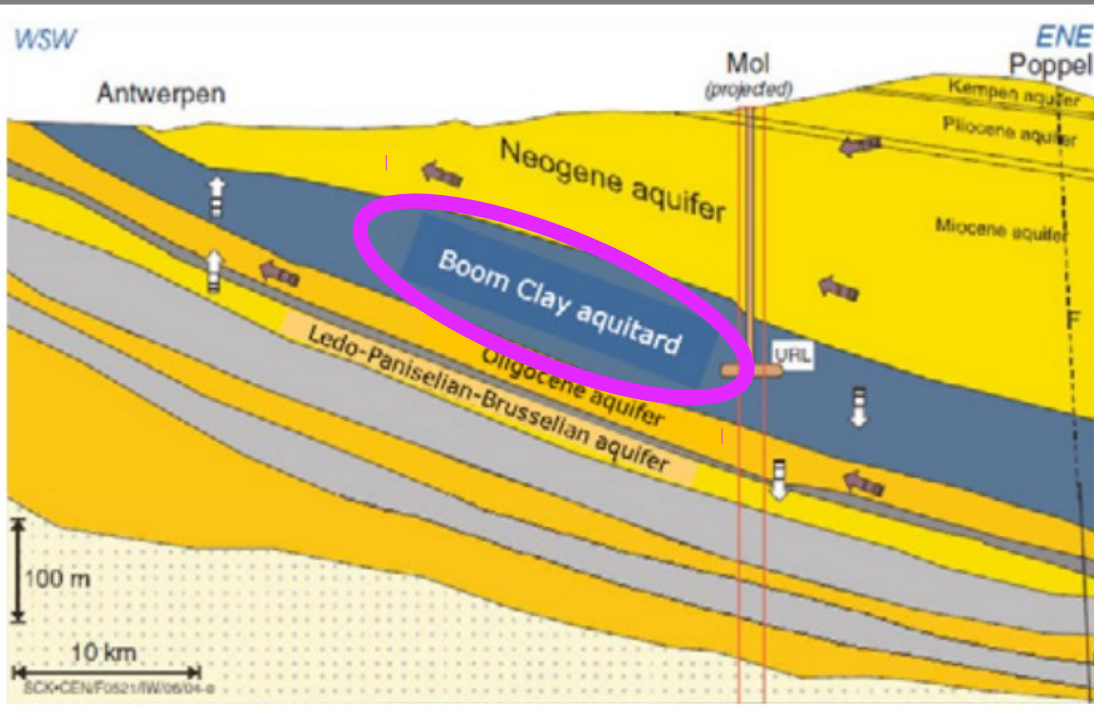 WSW
ENE
Antwerpen
Mol
(projected)
Poppel
Kempen aquifer
Pliocene aquifer
Neogene aquifer
Miocene aquifer
Boom Clay aquitard
F
URL
Oligocene aquifer
Ledo-Paniselian-Brusselian aquifer
100 m
10 km
SCK•CEN/F0521/IW/06/04-e